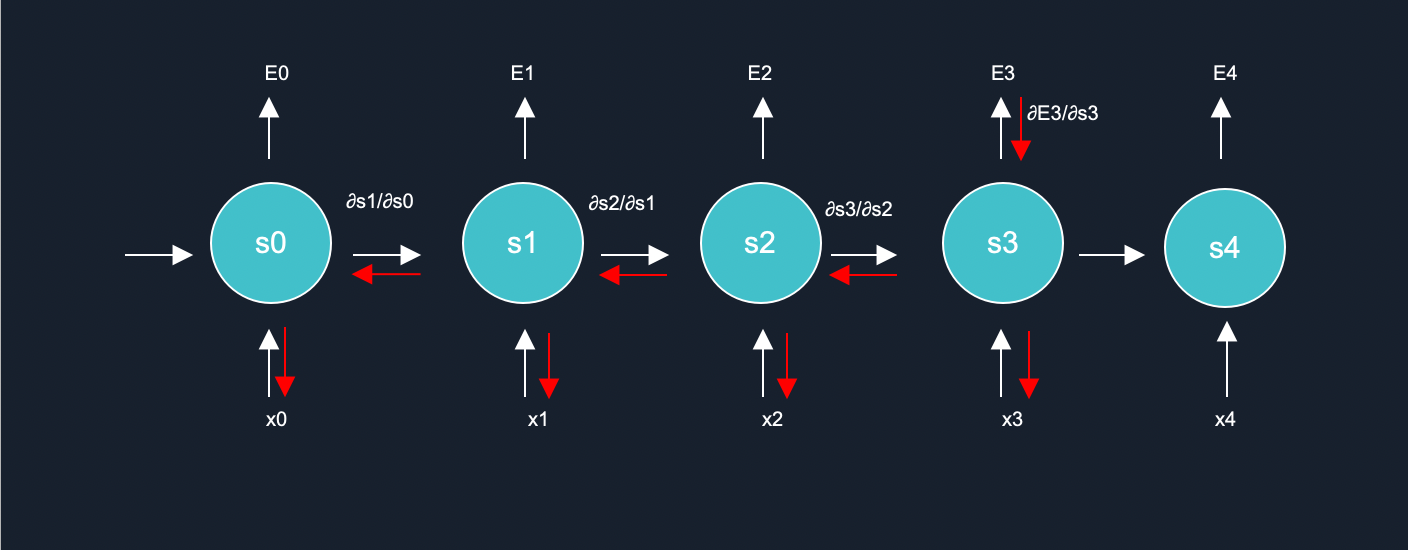 E0
E1
E2
E3
E4
∂E3/∂s3
∂s1/∂s0
∂s2/∂s1
∂s3/∂s2
s0
s1
s2
s3
s4
x0
x1
x2
x3
x4